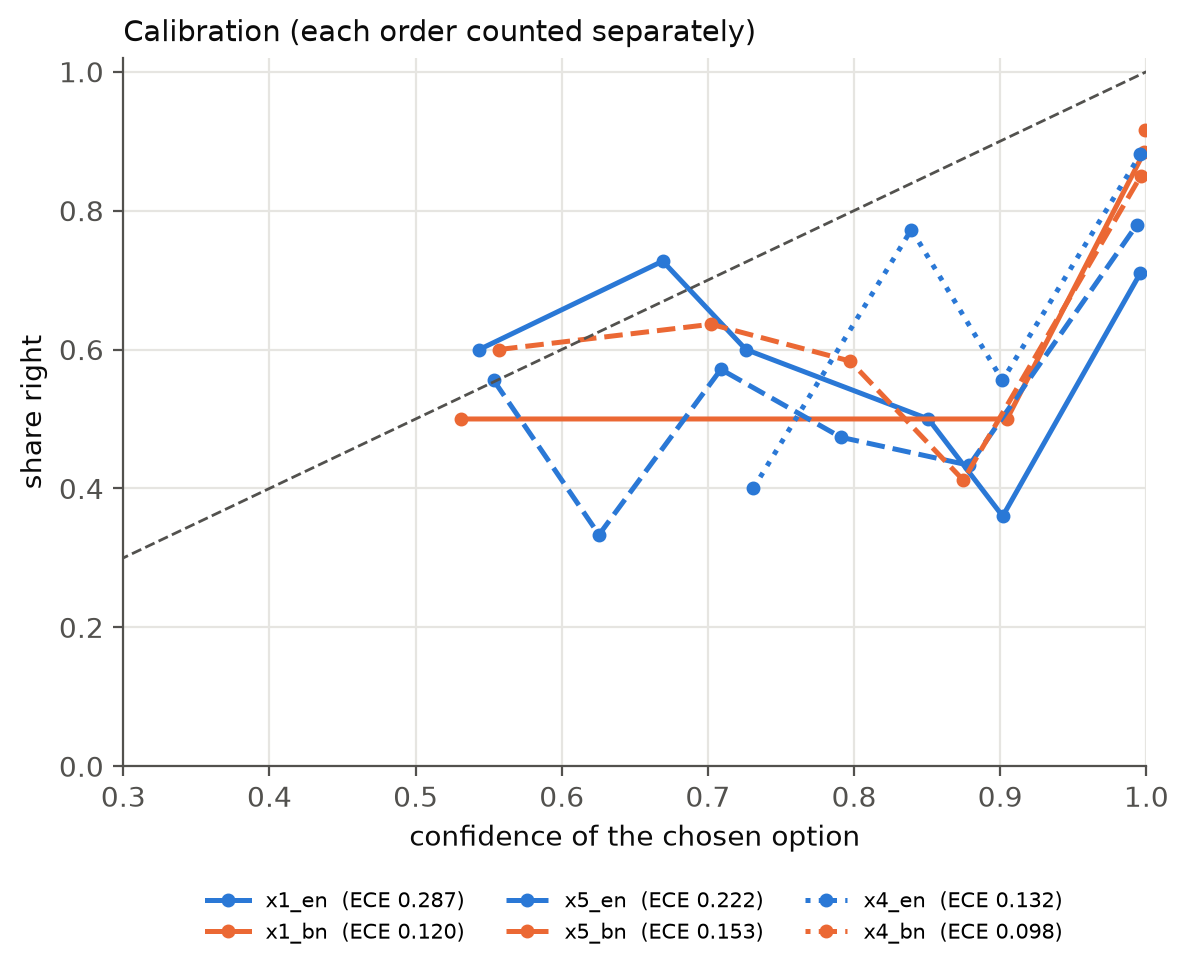 Calibration (each order counted separately)
1.0
0.8
0.6
0.4
0.2
0.0
share right
0.3 0.4 0.5 0.6 0.7 0.8 0.9 1.0
confidence of the chosen option
x1_en (ECE 0.287) x5_en (ECE 0.222) x4_en (ECE 0.132)
x1_bn (ECE 0.120) x5_bn (ECE 0.153) x4_bn (ECE 0.098)